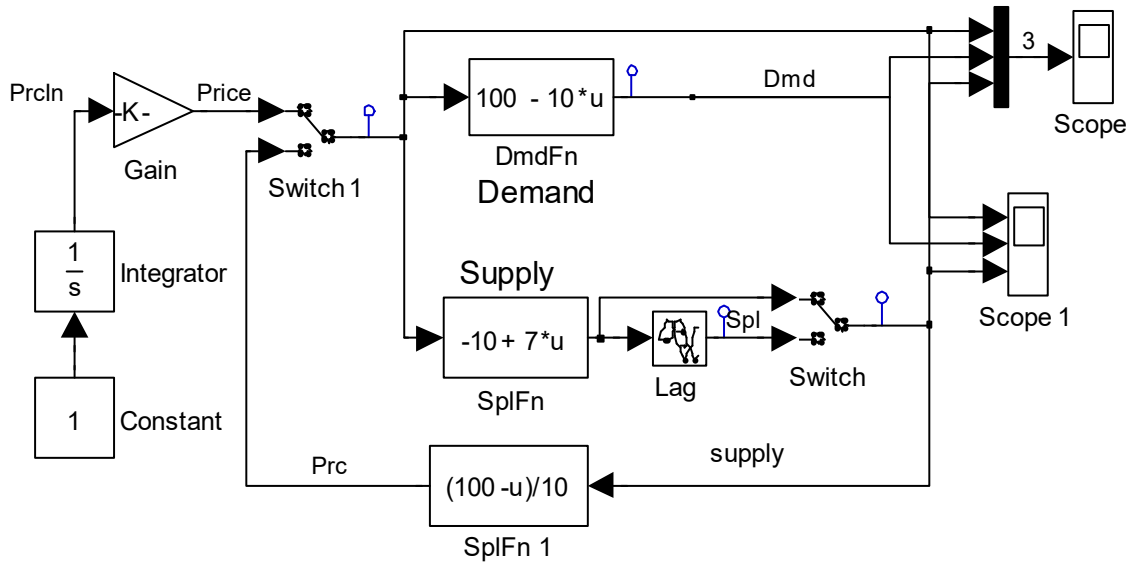 3
PrcIn
Price
-K-
Gain
Switch 1
100 - 10*u
DmdFn
Demand
Dmd
Scope
1
s
Integrator
Supply
-10+ 7*u
SplFn
Lag
Spl
Switch
Scope 1
1
Constant
Prc
(100 -u)/10
SplFn 1
supply